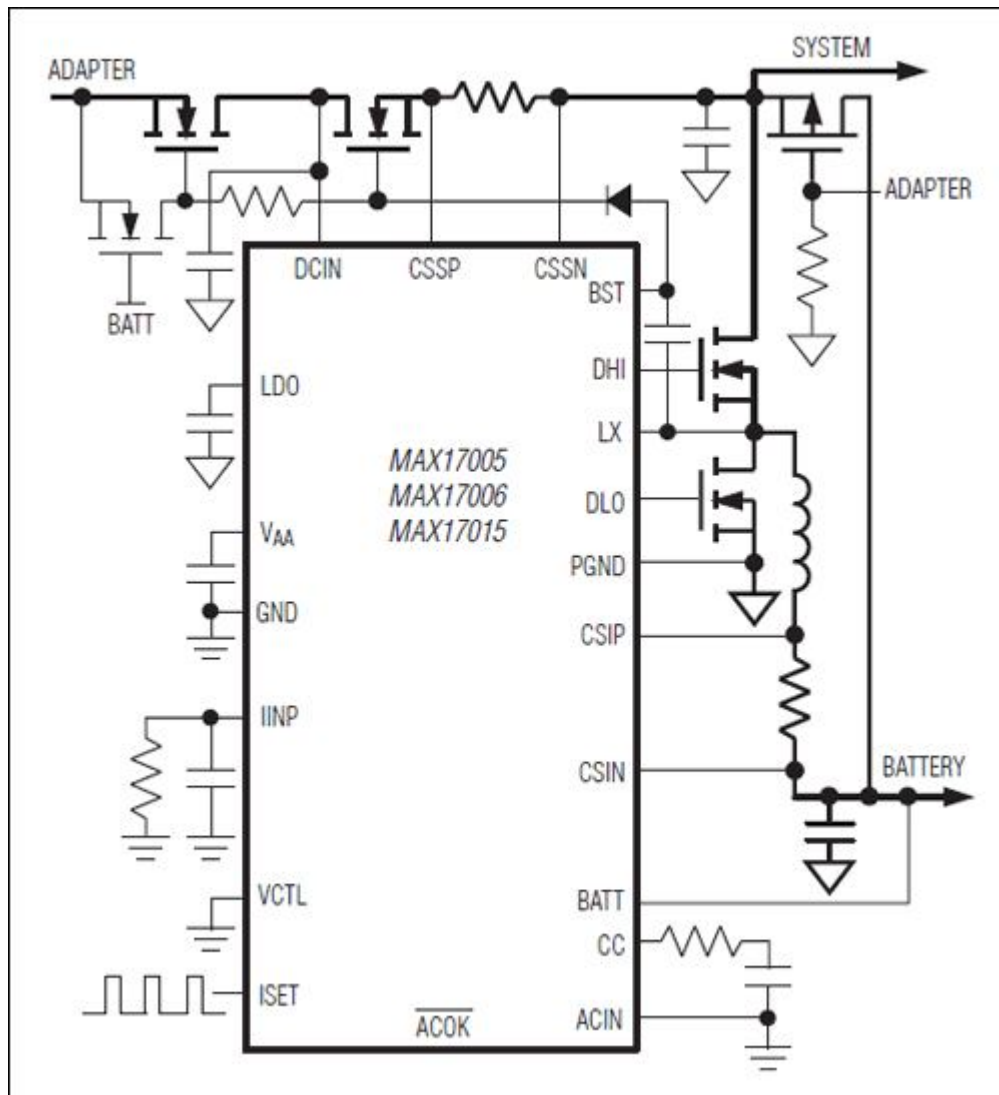 SYSTEM
ADAPTER
ADAPTER
DCIN
CSSP
CSSN
BST
BATT
DHI
LDO
LX
MAX17005
MAX17006
MAX17015
DLO
VAA
PGND
GND
CSIP
IINP
CSIN
BATTERY
VCTL
BATT
CC
ISET
ACOK
ACIN